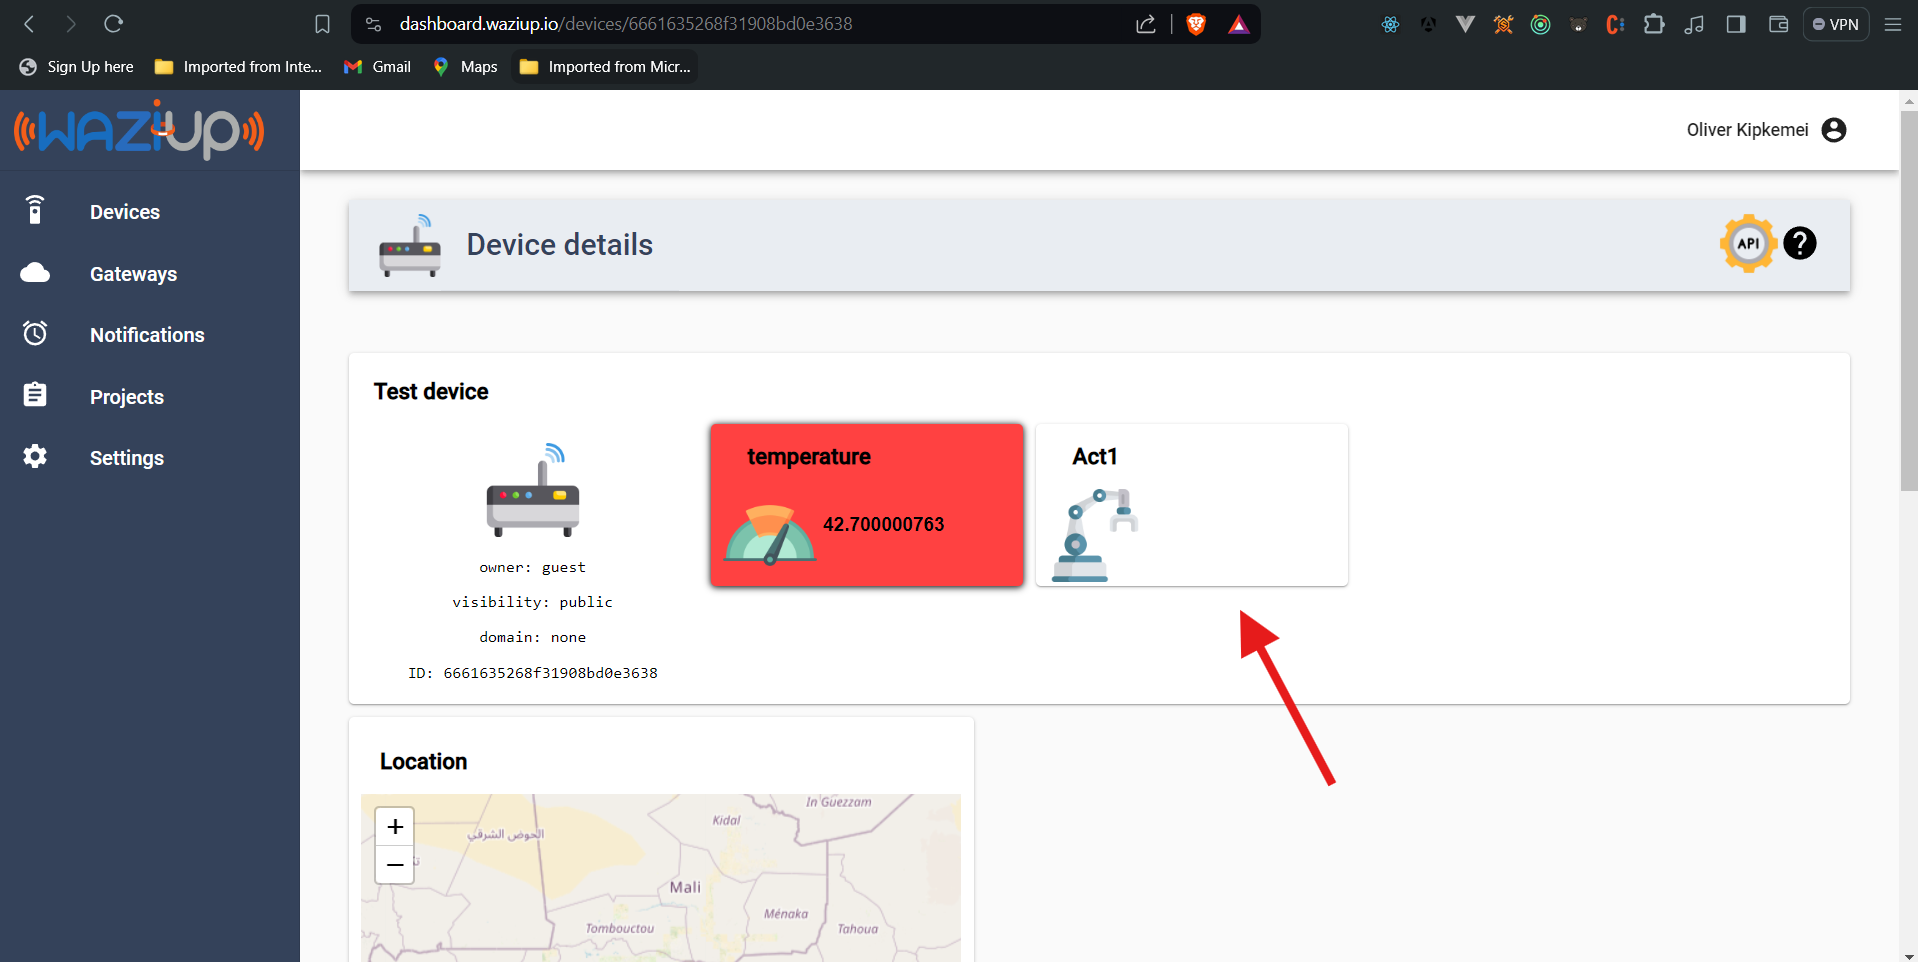 dashboard.waziup.io/devices/6661635268f31908bd0e3638
VPN
Sign Up here
Imported from Inte...
Gmail
Maps
Imported from Micr...
waziup
Oliver Kipkemei
Devices
Gateways
Notifications
Projects
Settings
Device details
API
?
Test device
owner: guest
visibility: public
domain: none
ID: 6661635268f31908bd0e3638
temperature
42.700000763
Act1
Location
+
−
In Guezzam
Kidal
الحوض الشرقي
Mali
Ménaka
Tombouctou
Tahoua